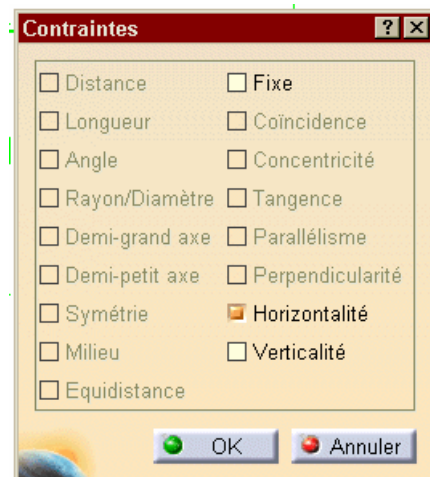 Contraintes
Distance
Fixe
Longueur
Coïncidence
Angle
Concentricité
Rayon/Diamètre
Tangence
Demi-grand axe
Parallélisme
Demi-petit axe
Perpendicularité
Symétrie
Horizontalité
Milieu
Verticalité
Equidistance
OK
Annuler